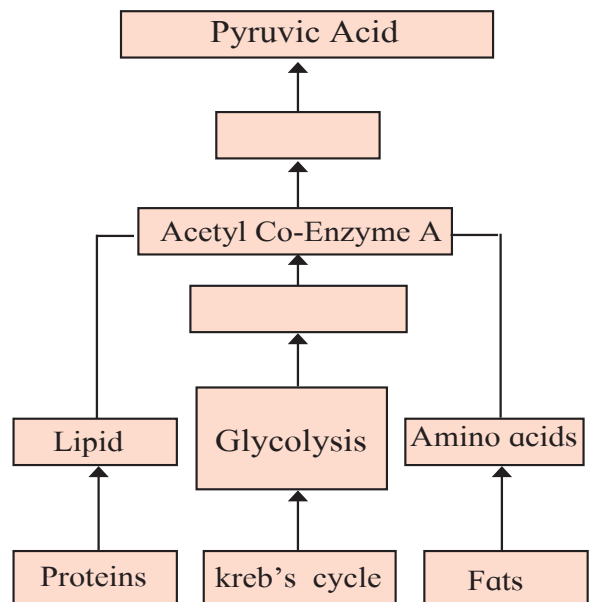 Pyruvic Acid
Acetyl Co-Enzyme A
Lipid
Glycolysis
Amino acids
Proteins
kreb's cycle
Fats